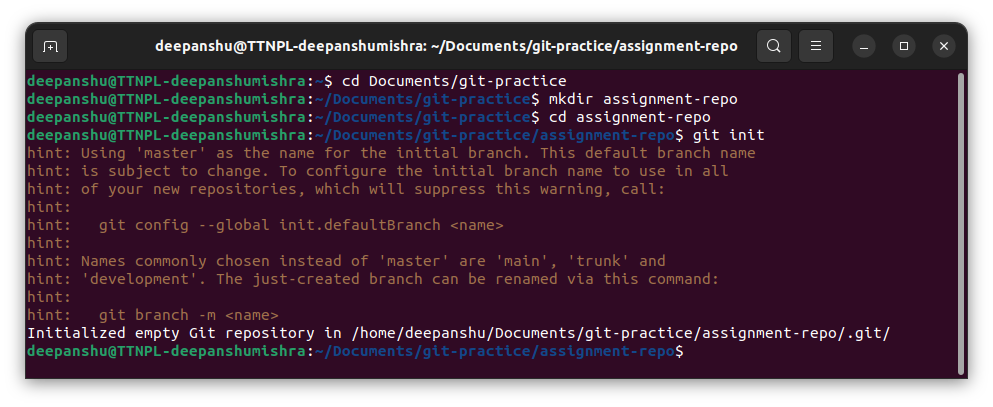 deepanshu@TTNPL-deepanshumishra: ~/Documents/git-practice/assignment-repo
deepanshu@TTNPL-deepanshumishra:~$ cd Documents/git-practice
deepanshu@TTNPL-deepanshumishra:~/Documents/git-practice$ mkdir assignment-repo
deepanshu@TTNPL-deepanshumishra:~/Documents/git-practice$ cd assignment-repo
deepanshu@TTNPL-deepanshumishra:~/Documents/git-practice/assignment-repo$ git init
hint: Using 'master' as the name for the initial branch. This default branch name
hint: is subject to change. To configure the initial branch name to use in all
hint: of your new repositories, which will suppress this warning, call:
hint:
hint:   git config --global init.defaultBranch <name>
hint:
hint: Names commonly chosen instead of 'master' are 'main', 'trunk' and
hint: 'development'. The just-created branch can be renamed via this command:
hint:
hint:   git branch -m <name>
Initialized empty Git repository in /home/deepanshu/Documents/git-practice/assignment-repo/.git/
deepanshu@TTNPL-deepanshumishra:~/Documents/git-practice/assignment-repo$